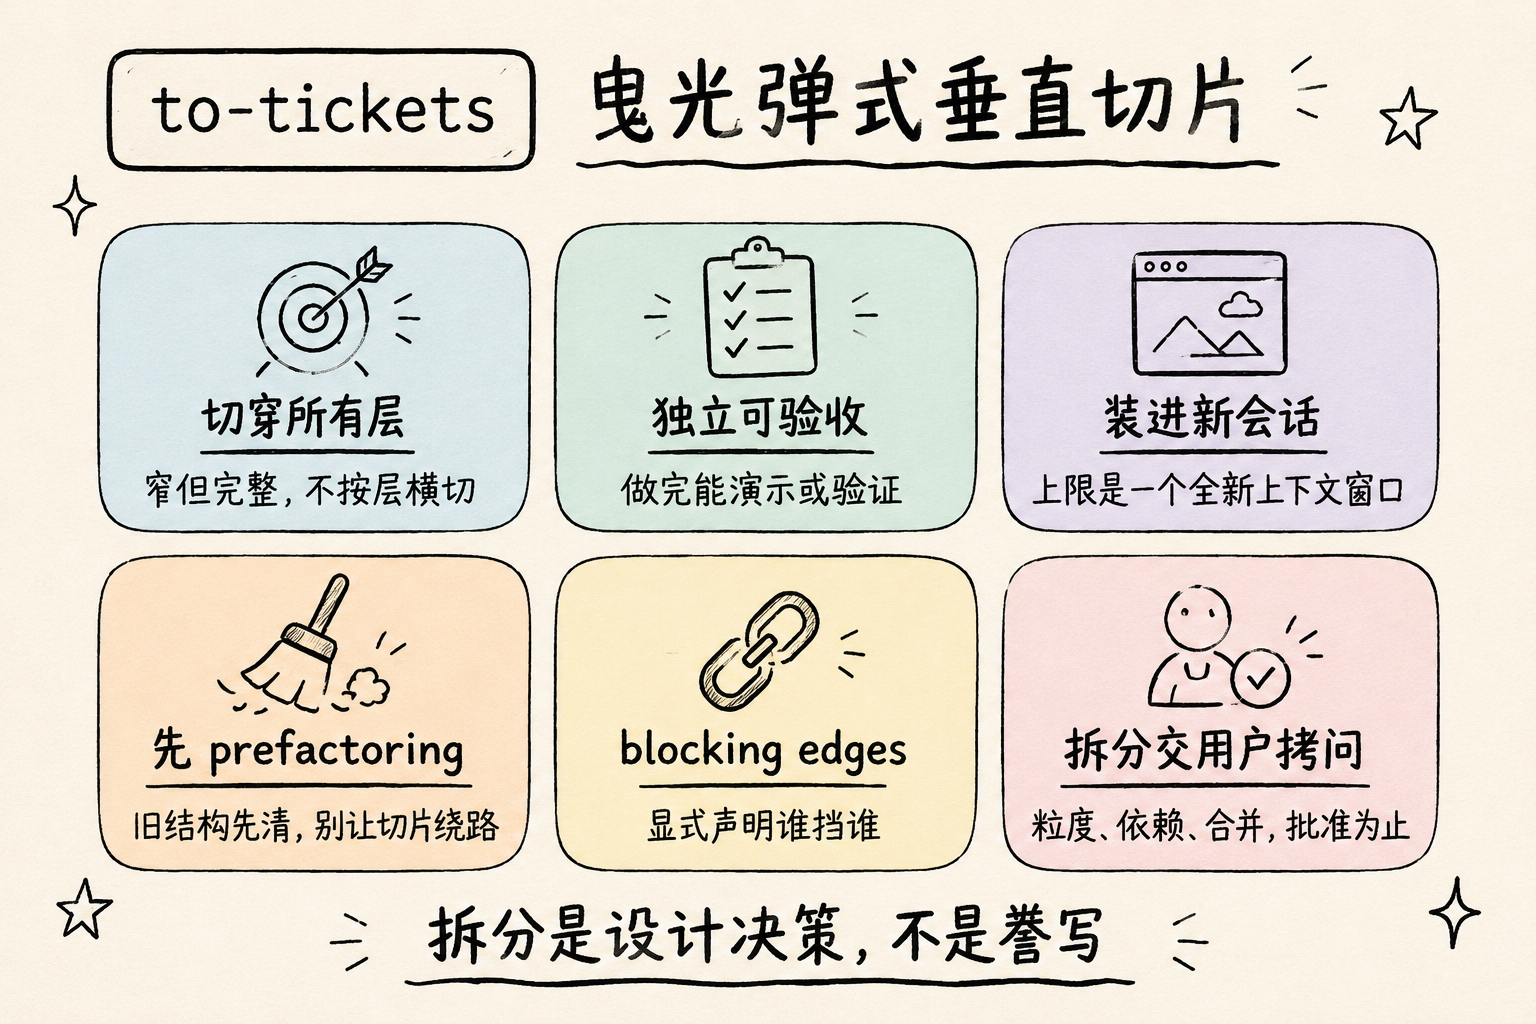 to-tickets
曳光弹式垂直切片
切穿所有层
窄但完整，不按层横切
独立可验收
做完能演示或验证
装进新会话
上限是一个全新上下文窗口
先 prefactoring
旧结构先清，别让切片绕路
blocking edges
显式声明谁挡谁
拆分交用户拷问
粒度、依赖、合并，批准为止
拆分是设计决策，不是誊写